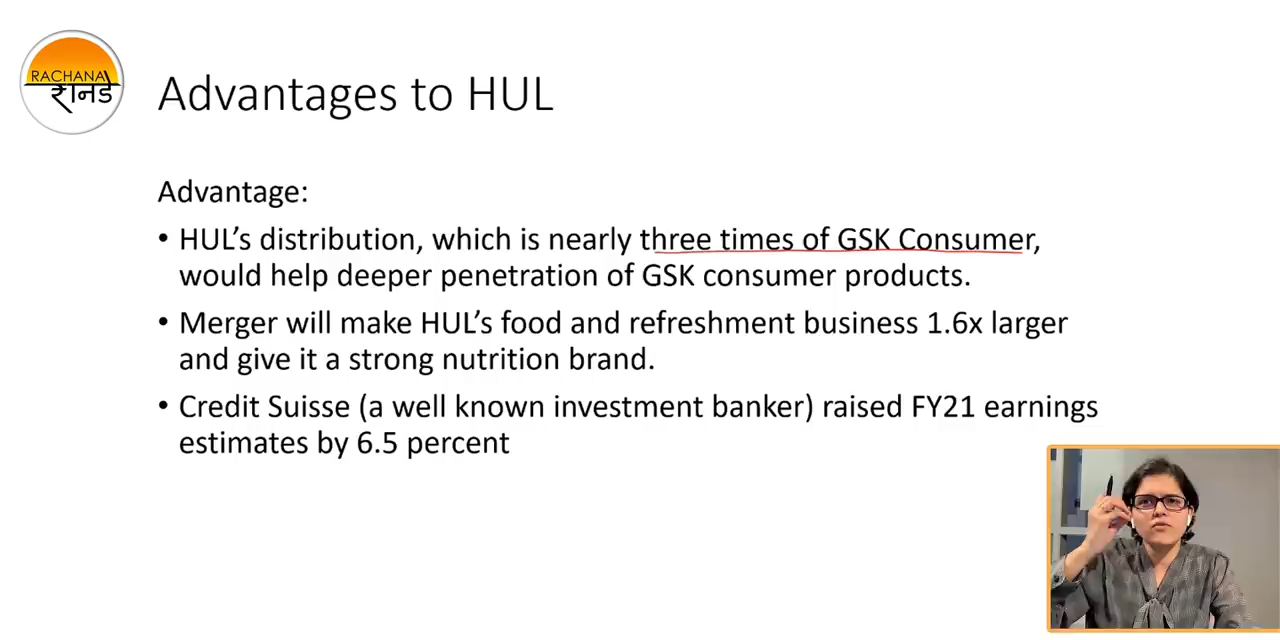 RACHANA
रानडे
Advantages to HUL
Advantage:
• HUL’s distribution, which is nearly three times of GSK Consumer,
would help deeper penetration of GSK consumer products.
• Merger will make HUL’s food and refreshment business 1.6x larger
and give it a strong nutrition brand.
• Credit Suisse (a well known investment banker) raised FY21 earnings
estimates by 6.5 percent